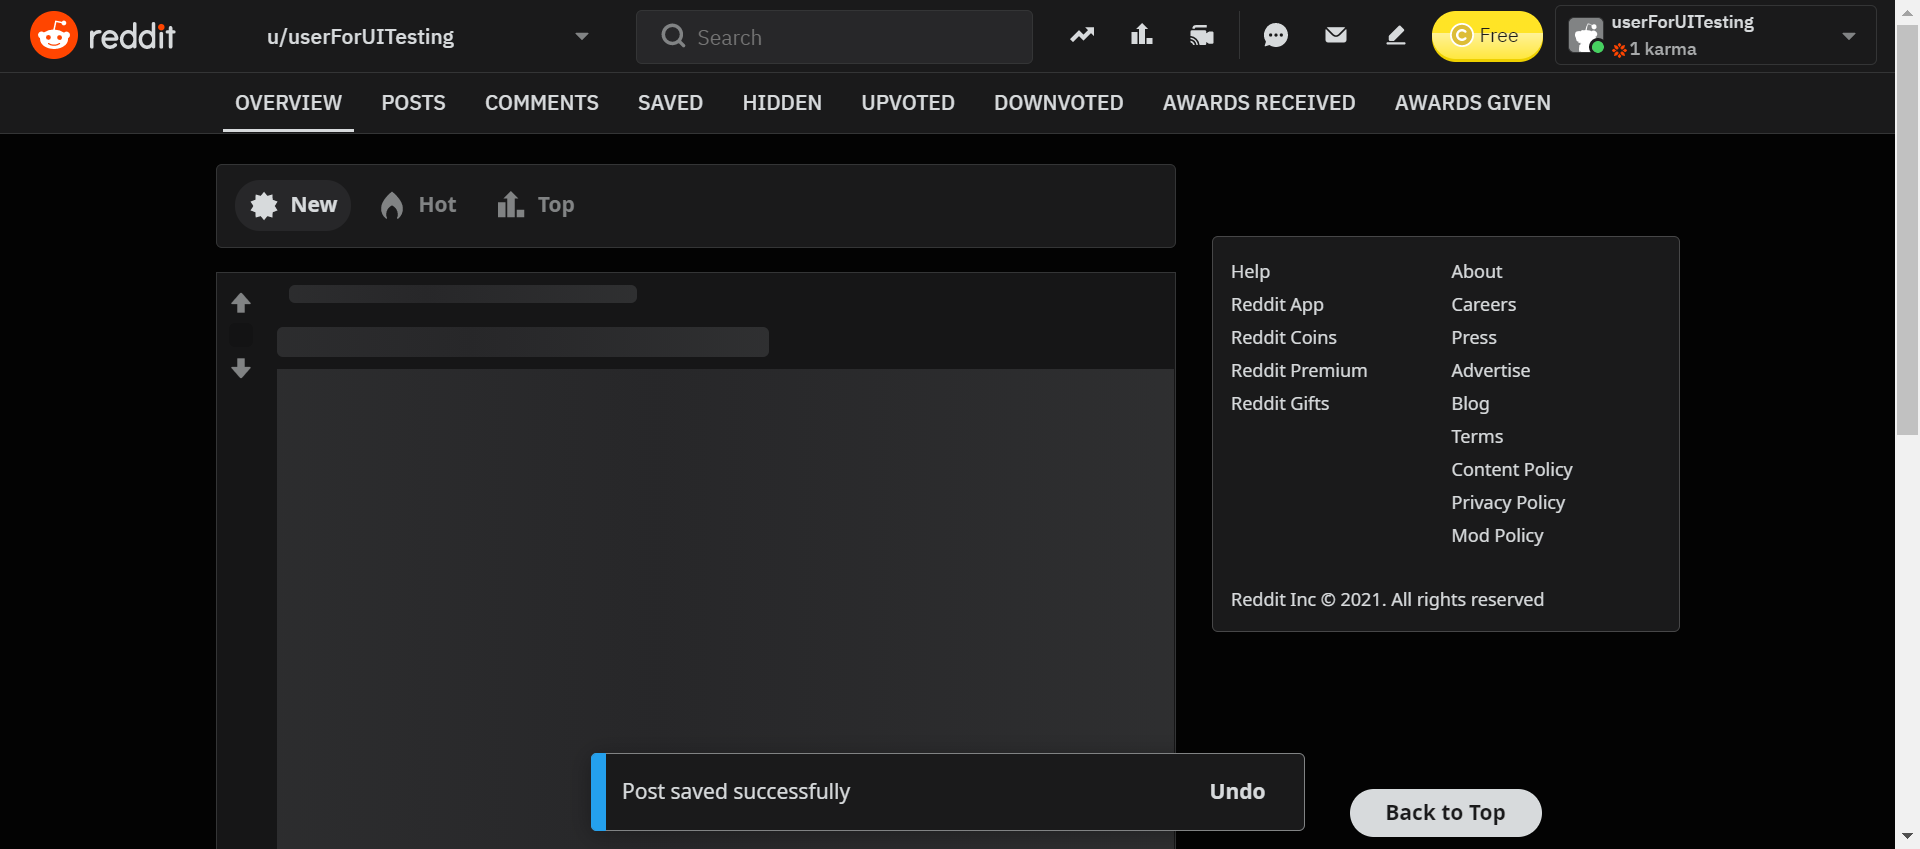 reddit
u/userForUITesting
Search
Free
userForUITesting
1 karma
OVERVIEW POSTS COMMENTS SAVED HIDDEN UPVOTED DOWNVOTED AWARDS RECEIVED AWARDS GIVEN
New Hot Top
Help
Reddit App
Reddit Coins
Reddit Premium
Reddit Gifts
About
Careers
Press
Advertise
Blog
Terms
Content Policy
Privacy Policy
Mod Policy
Reddit Inc © 2021. All rights reserved
Post saved successfully Undo
Back to Top